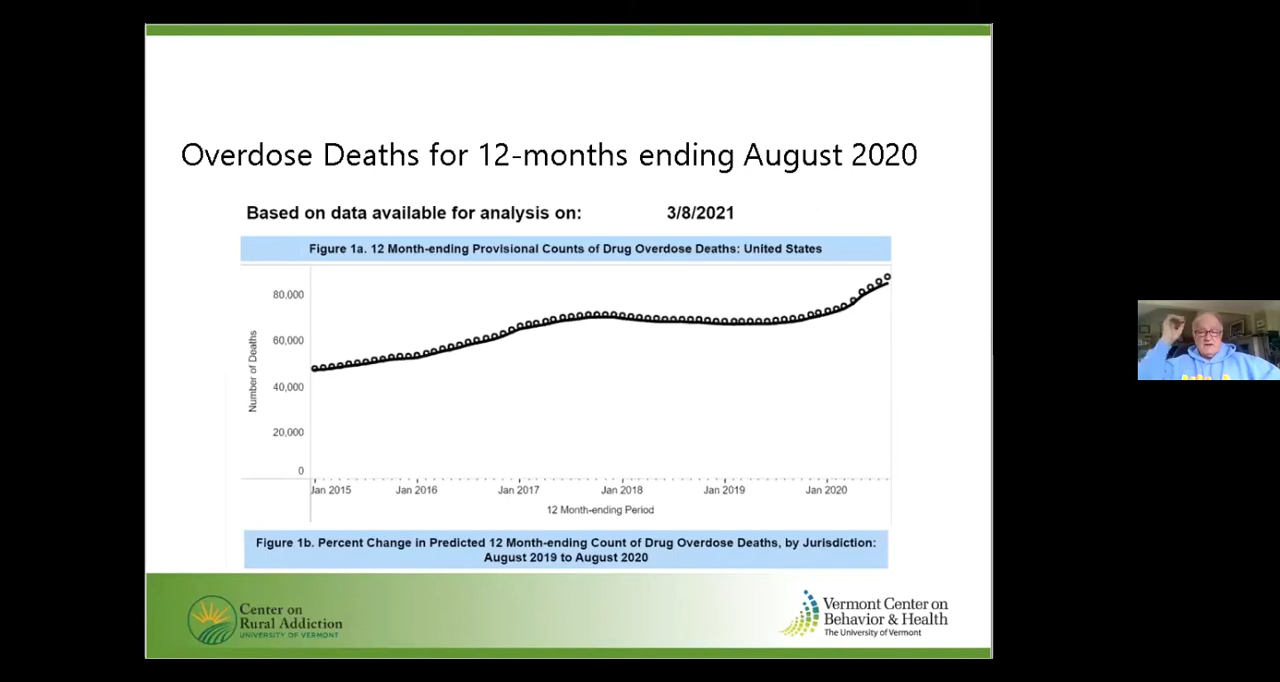 Overdose Deaths for 12-months ending August 2020
Based on data available for analysis on: 3/8/2021
Figure 1a. 12 Month-ending Provisional Counts of Drug Overdose Deaths: United States
80,000
60,000
40,000
20,000
0
Number of Deaths
Jan 2015 Jan 2016 Jan 2017 Jan 2018 Jan 2019 Jan 2020
12 Month-ending Period
Figure 1b. Percent Change in Predicted 12 Month-ending Count of Drug Overdose Deaths, by Jurisdiction:
August 2019 to August 2020
Center on
Rural Addiction
UNIVERSITY OF VERMONT
Vermont Center on
Behavior & Health
The University of Vermont